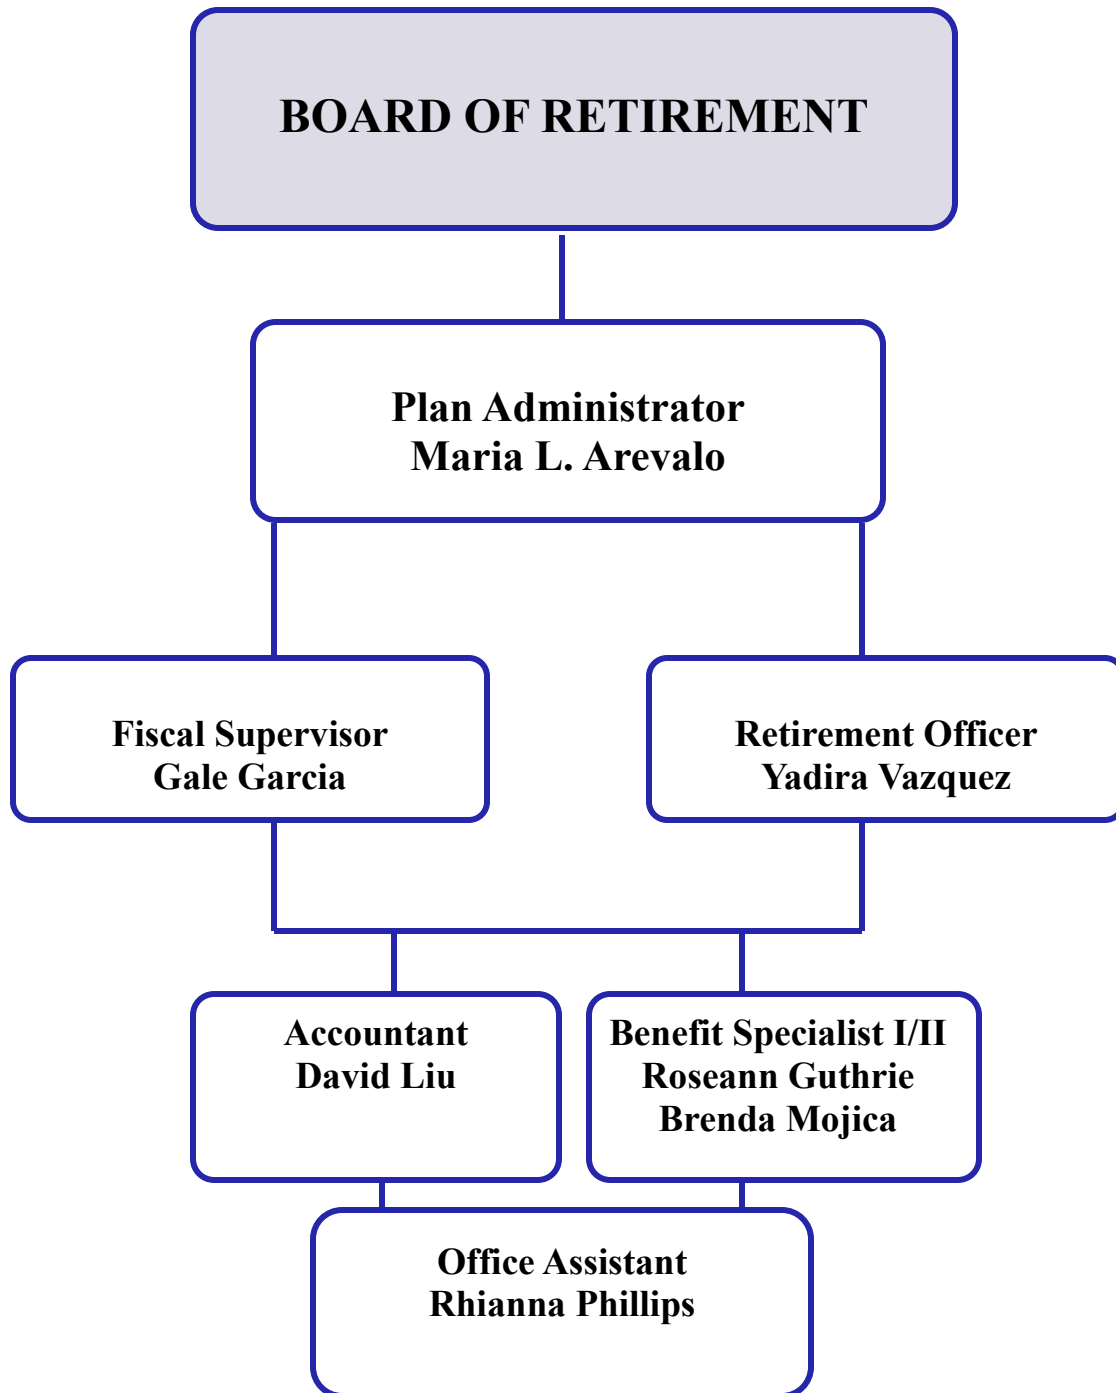 BOARD OF RETIREMENT
Plan Administrator
Maria L. Arevalo
Fiscal Supervisor
Gale Garcia
Retirement Officer
Yadira Vazquez
Accountant
David Liu
Benefit Specialist I/II
Roseann Guthrie
Brenda Mojica
Office Assistant
Rhianna Phillips